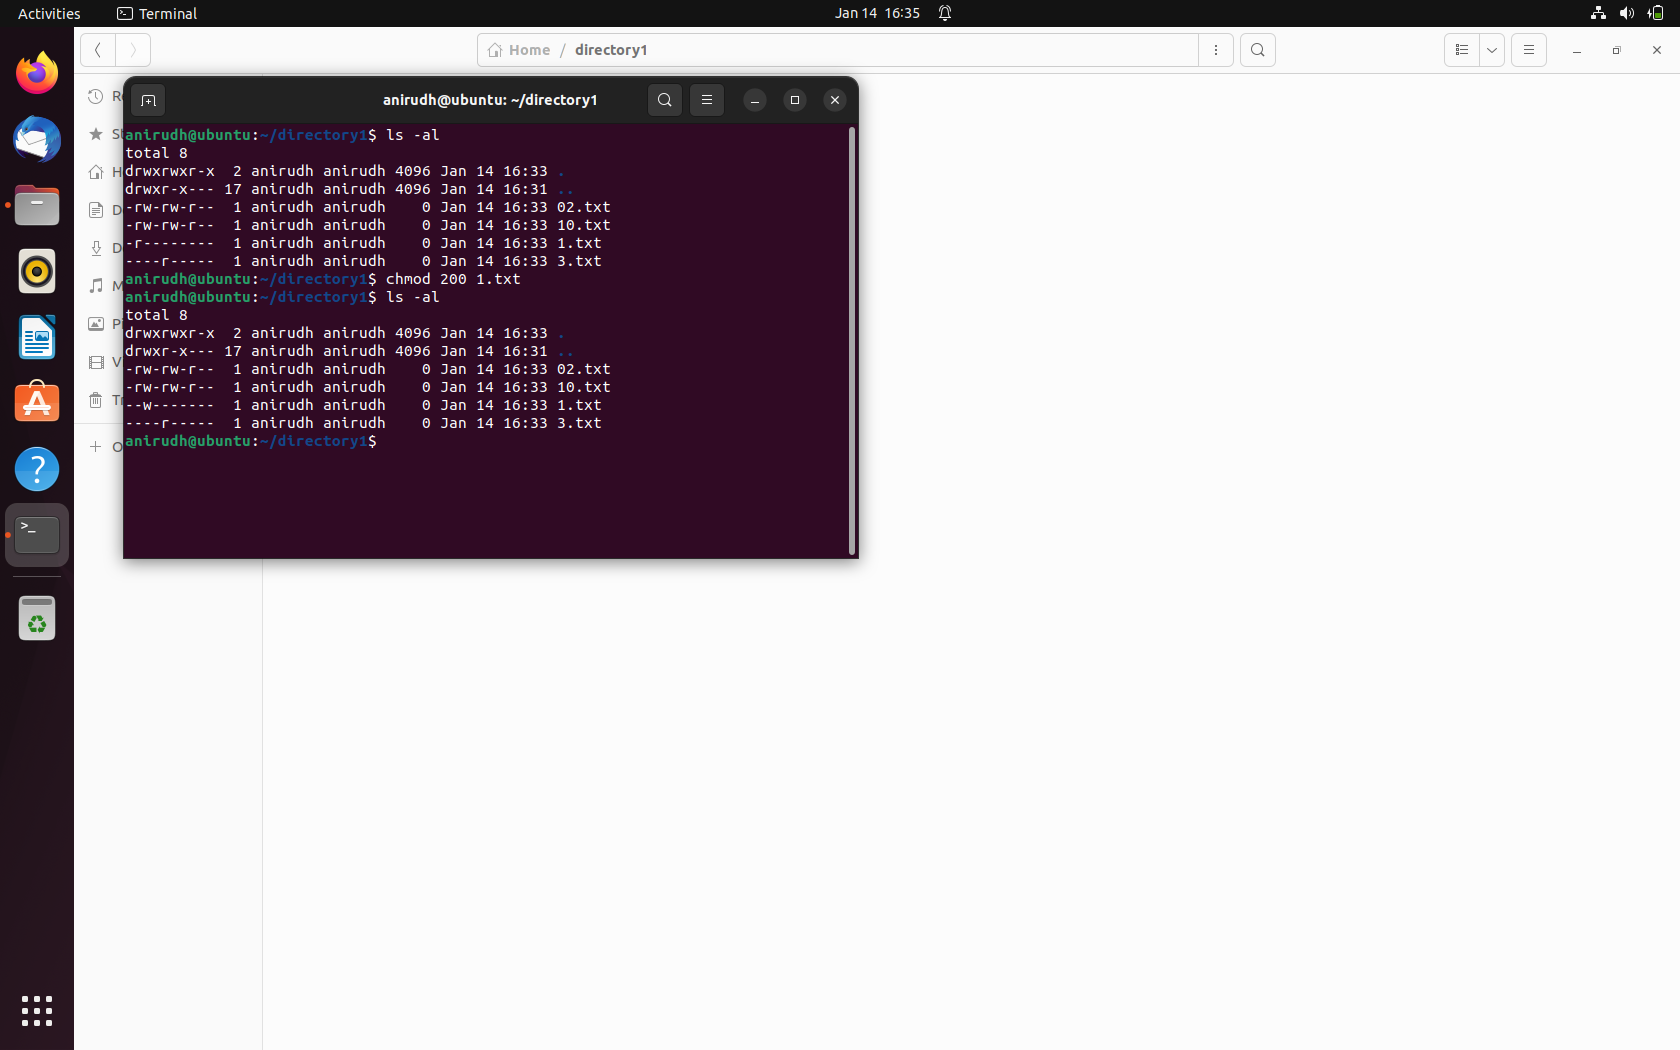 Activities Terminal Jan 14 16:35
Home / directory1
anirudh@ubuntu: ~/directory1
anirudh@ubuntu:~/directory1$ ls -al
total 8
drwxrwxr-x  2 anirudh anirudh 4096 Jan 14 16:33 .
drwxr-x--- 17 anirudh anirudh 4096 Jan 14 16:31 ..
-rw-rw-r--  1 anirudh anirudh    0 Jan 14 16:33 02.txt
-rw-rw-r--  1 anirudh anirudh    0 Jan 14 16:33 10.txt
-r--------  1 anirudh anirudh    0 Jan 14 16:33 1.txt
----r-----  1 anirudh anirudh    0 Jan 14 16:33 3.txt
anirudh@ubuntu:~/directory1$ chmod 200 1.txt
anirudh@ubuntu:~/directory1$ ls -al
total 8
drwxrwxr-x  2 anirudh anirudh 4096 Jan 14 16:33 .
drwxr-x--- 17 anirudh anirudh 4096 Jan 14 16:31 ..
-rw-rw-r--  1 anirudh anirudh    0 Jan 14 16:33 02.txt
-rw-rw-r--  1 anirudh anirudh    0 Jan 14 16:33 10.txt
--w-------  1 anirudh anirudh    0 Jan 14 16:33 1.txt
----r-----  1 anirudh anirudh    0 Jan 14 16:33 3.txt
anirudh@ubuntu:~/directory1$